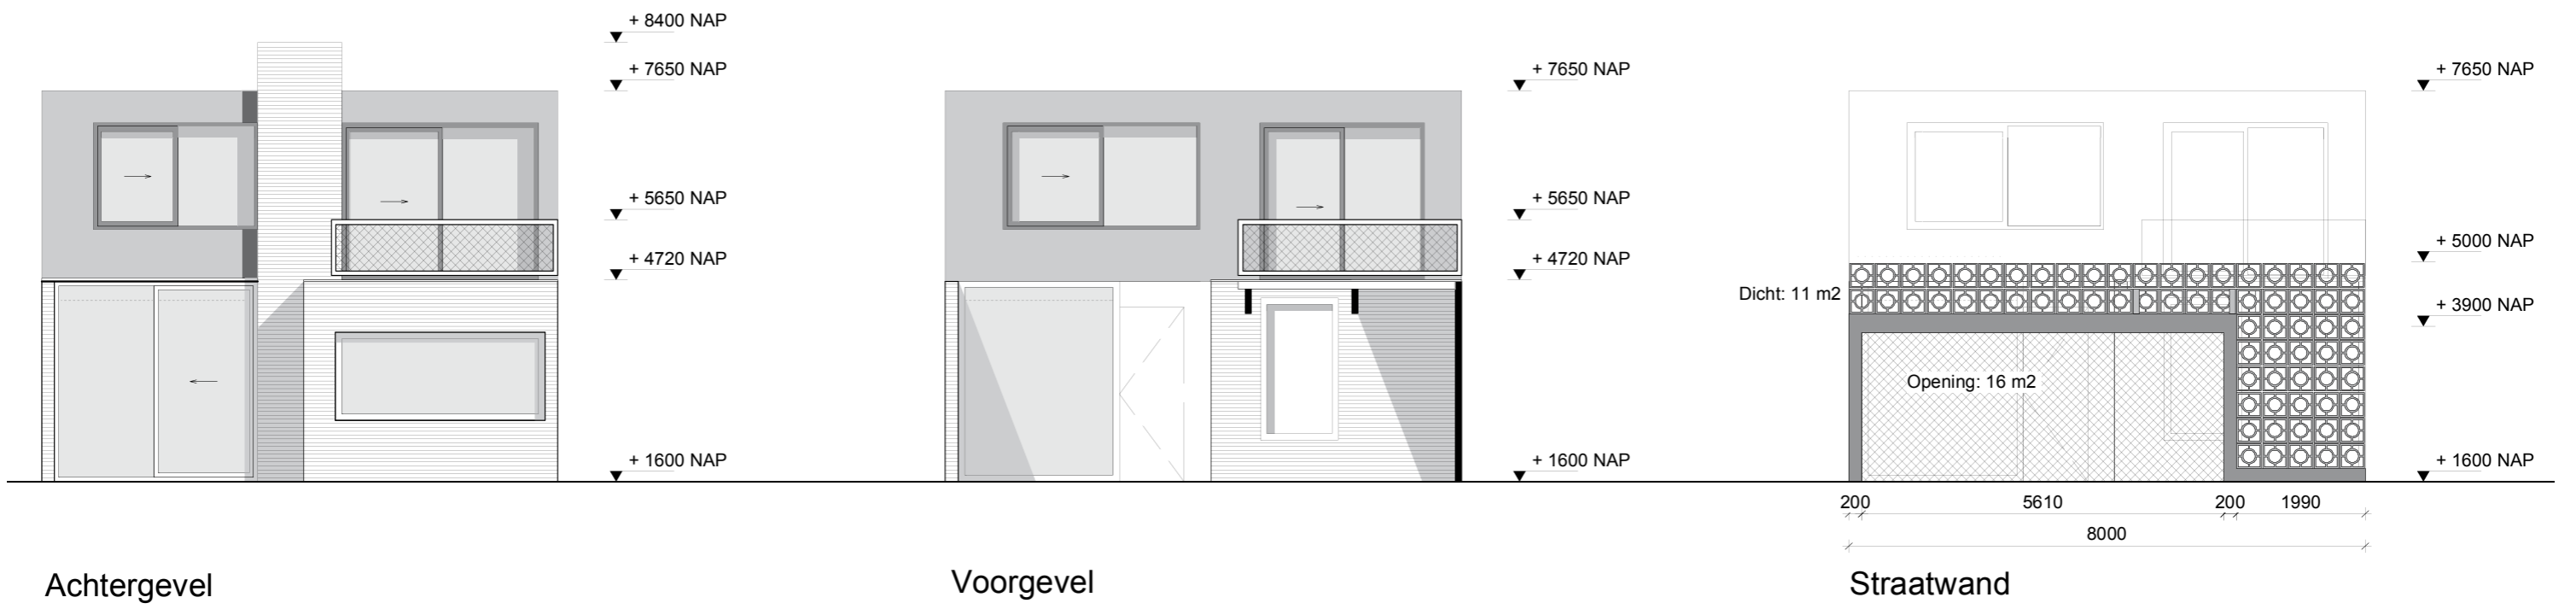 + 8400 NAP
+ 7650 NAP
+ 5650 NAP
+ 4720 NAP
+ 1600 NAP
Achtergevel
+ 7650 NAP
+ 5650 NAP
+ 4720 NAP
+ 1600 NAP
Voorgevel
+ 7650 NAP
+ 5000 NAP
Dicht: 11 m2
+ 3900 NAP
Opening: 16 m2
+ 1600 NAP
200 5610 200 1990
8000
Straatwand